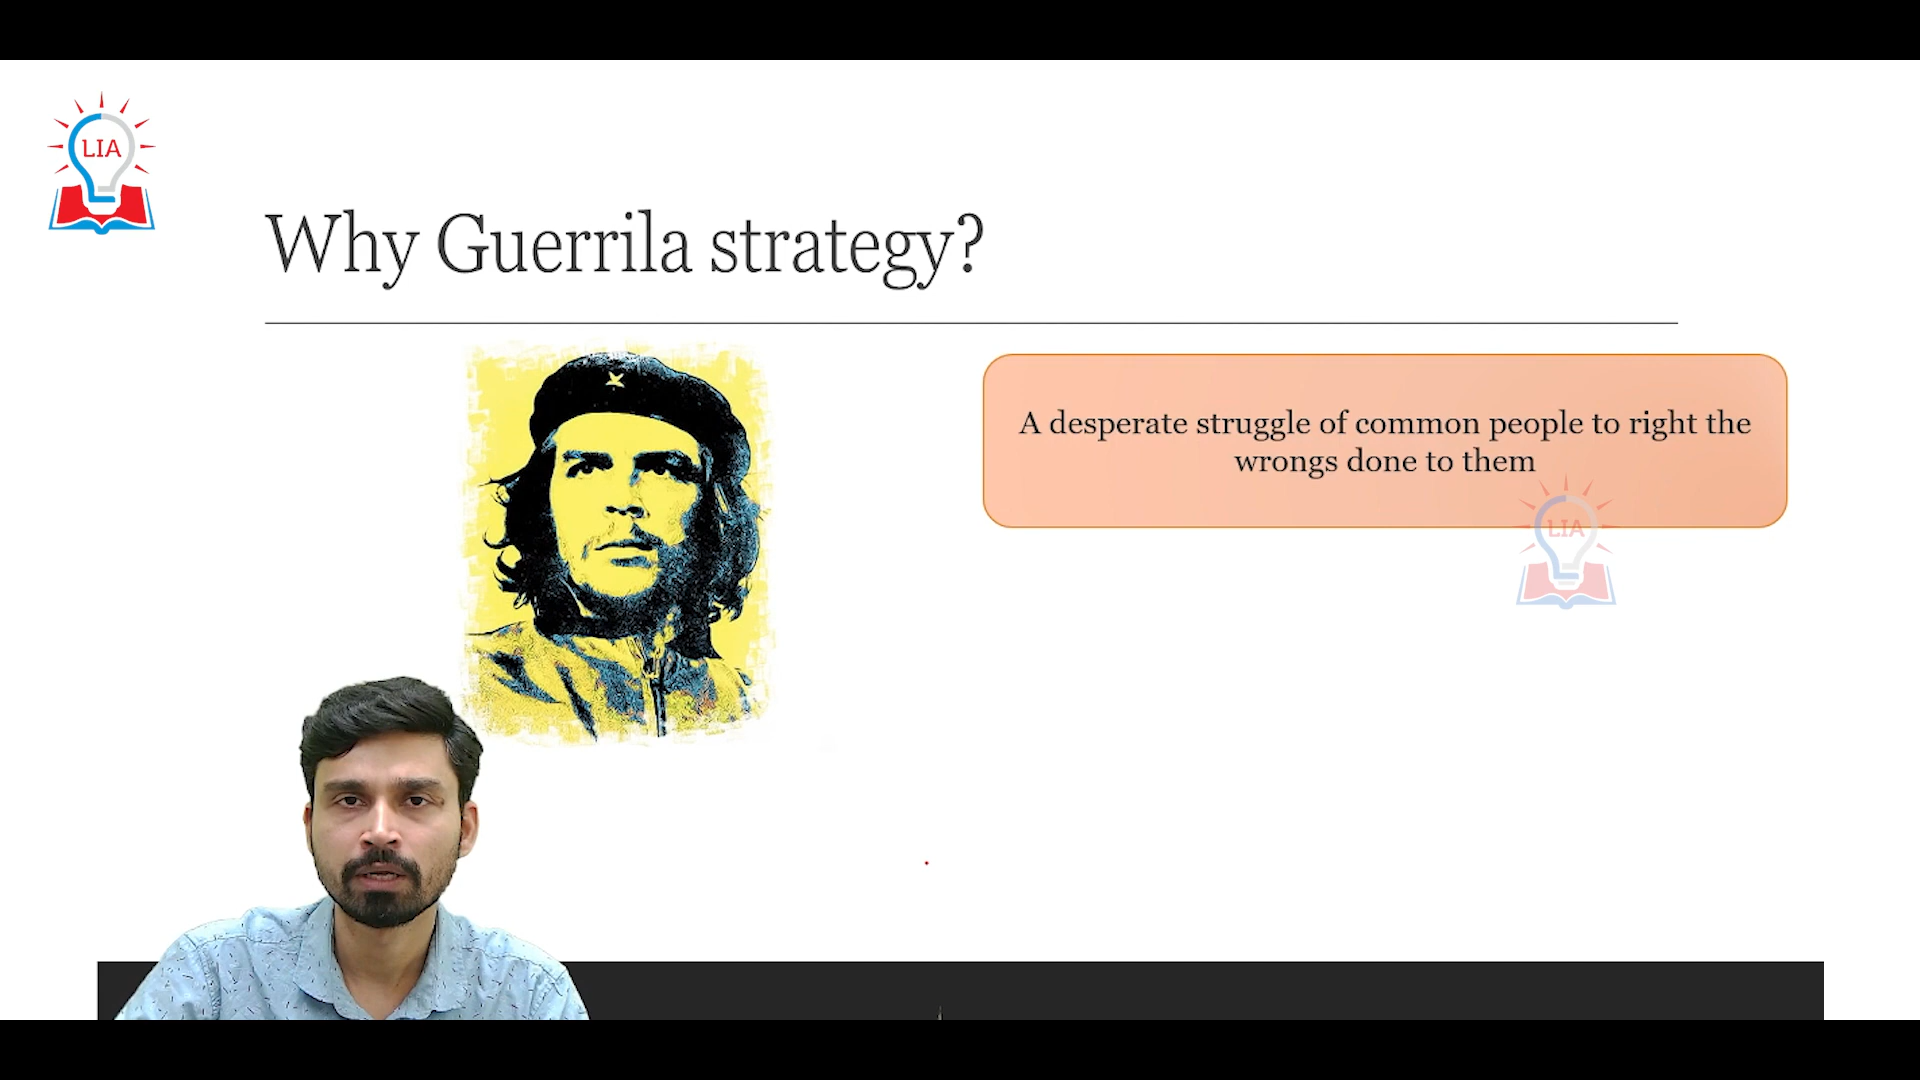 LIA
Why Guerrila strategy?
A desperate struggle of common people to right the
wrongs done to them
LIA